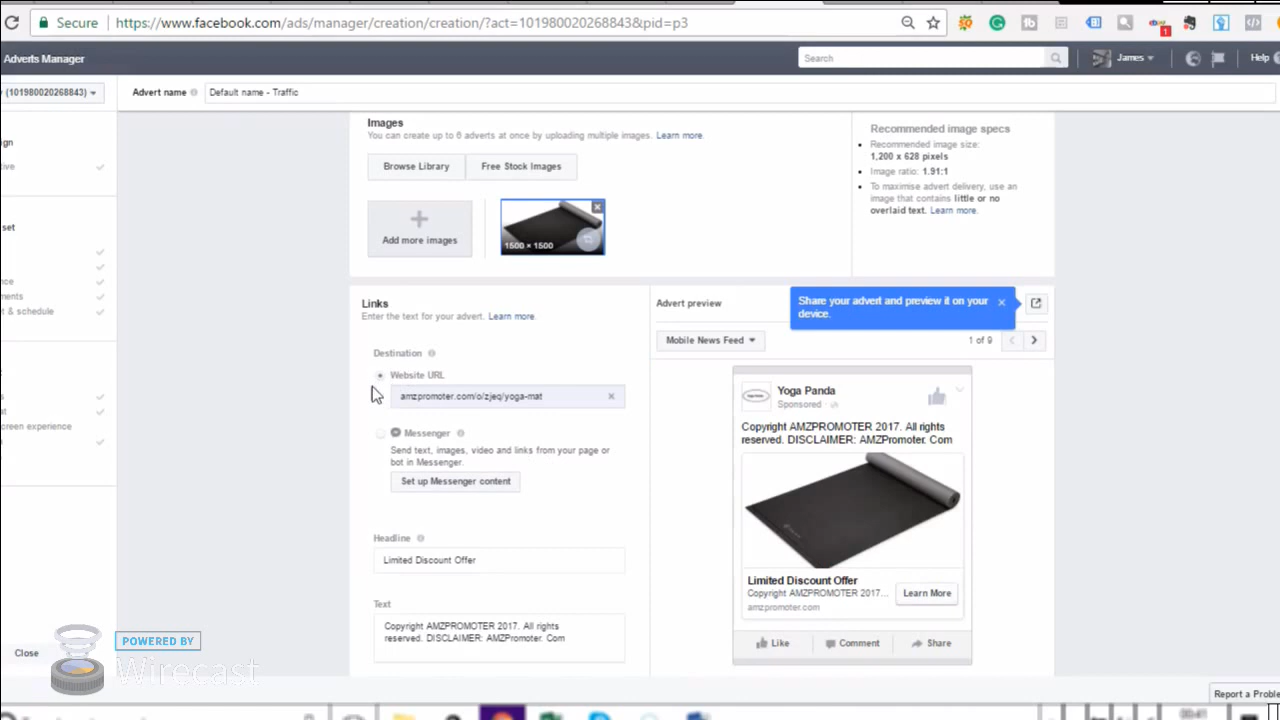 Secure
https://www.facebook.com/ads/manager/creation/creation/?act=101980020268843&pid=p3
1
Adverts Manager
Search
James
Help
(101980020268843)
Advert name
Default name - Traffic
Images
You can create up to 6 adverts at once by uploading multiple images. Learn more.
Browse Library
Free Stock Images
Add more images
1500 × 1500
Recommended image specs
Recommended image size:
1,200 x 628 pixels
Image ratio: 1.91:1
To maximise advert delivery, use an
image that contains little or no
overlaid text. Learn more.
gn
tive
set
nce
ments
t & schedule
s
at
creen experience
n
Close
Links
Enter the text for your advert. Learn more.
Destination
Website URL
amzpromoter.com/o/zjeq/yoga-mat
Messenger
Send text, images, video and links from your page or
bot in Messenger.
Set up Messenger content
Headline
Limited Discount Offer
Text
Copyright AMZPROMOTER 2017. All rights
reserved. DISCLAIMER: AMZPromoter. Com
Advert preview
Share your advert and preview it on your
device.
Mobile News Feed
1 of 9
Yoga Panda
Sponsored
Copyright AMZPROMOTER 2017. All rights
reserved. DISCLAIMER: AMZPromoter. Com
Limited Discount Offer
Copyright AMZPROMOTER 2017...
amzpromoter.com
Learn More
Like
Comment
Share
POWERED BY
Wirecast
Report a Proble
00:41